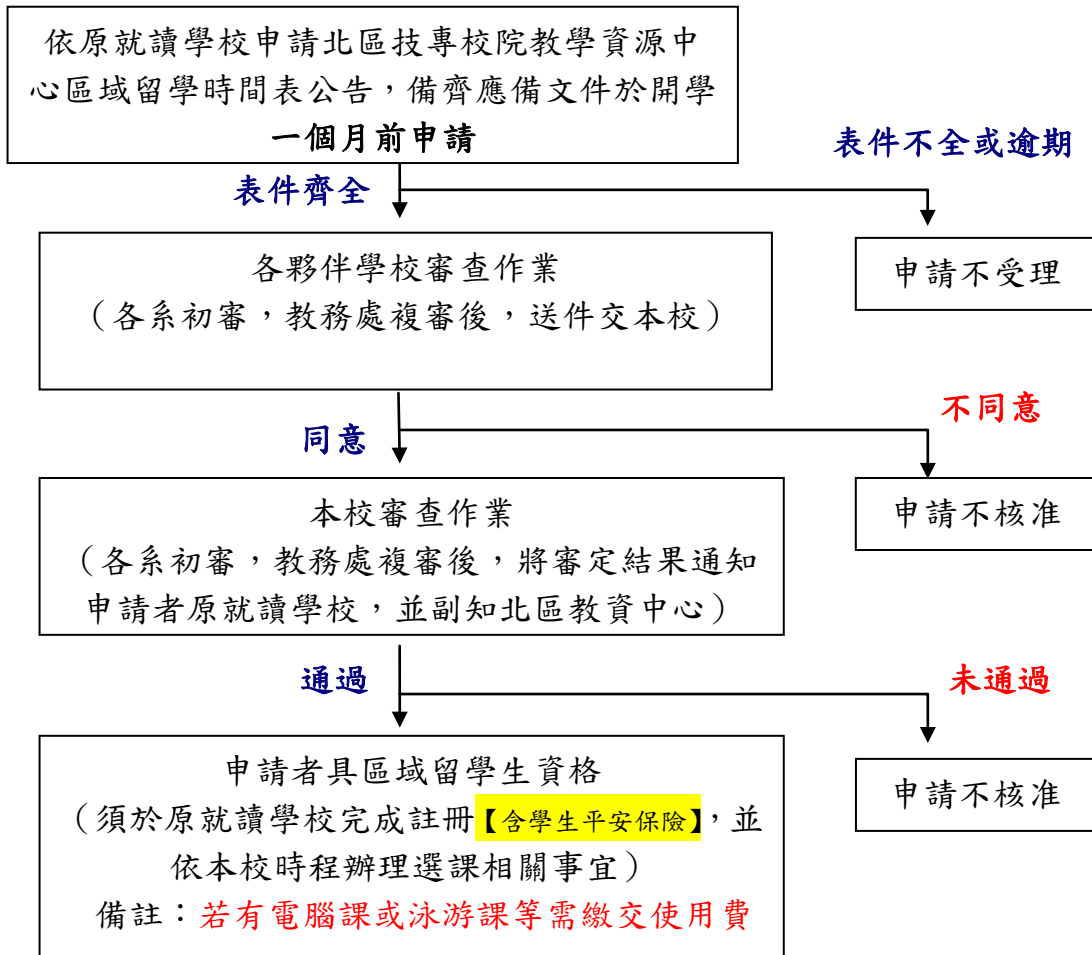 依原就讀學校申請北區技專校院教學資源中
心區域留學時間表公告，備齊應備文件於開學
一個月前申請
表件不全或逾期
表件齊全
各夥伴學校審查作業
（各系初審，教務處複審後，送件交本校）
申請不受理
不同意
同意
本校審查作業
（各系初審，教務處複審後，將審定結果通知
申請者原就讀學校，並副知北區教資中心）
申請不核准
通過
未通過
申請者具區域留學生資格
（須於原就讀學校完成註冊【含學生平安保險】，並
依本校時程辦理選課相關事宜）
備註：若有電腦課或泳游課等需繳交使用費
申請不核准